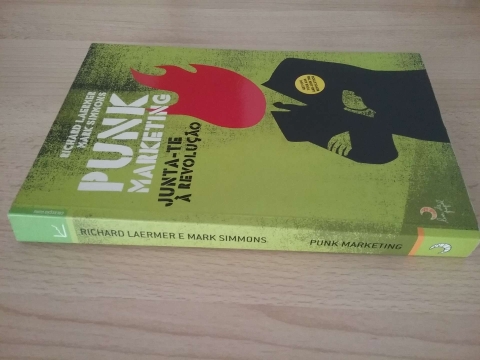 RICHARD LAERMER
MARK SIMMONS
PUNK
MARKETING
JUNTA-TE
À REVOLUÇÃO
RICHARD LAERMER E MARK SIMMONS
PUNK MARKETING